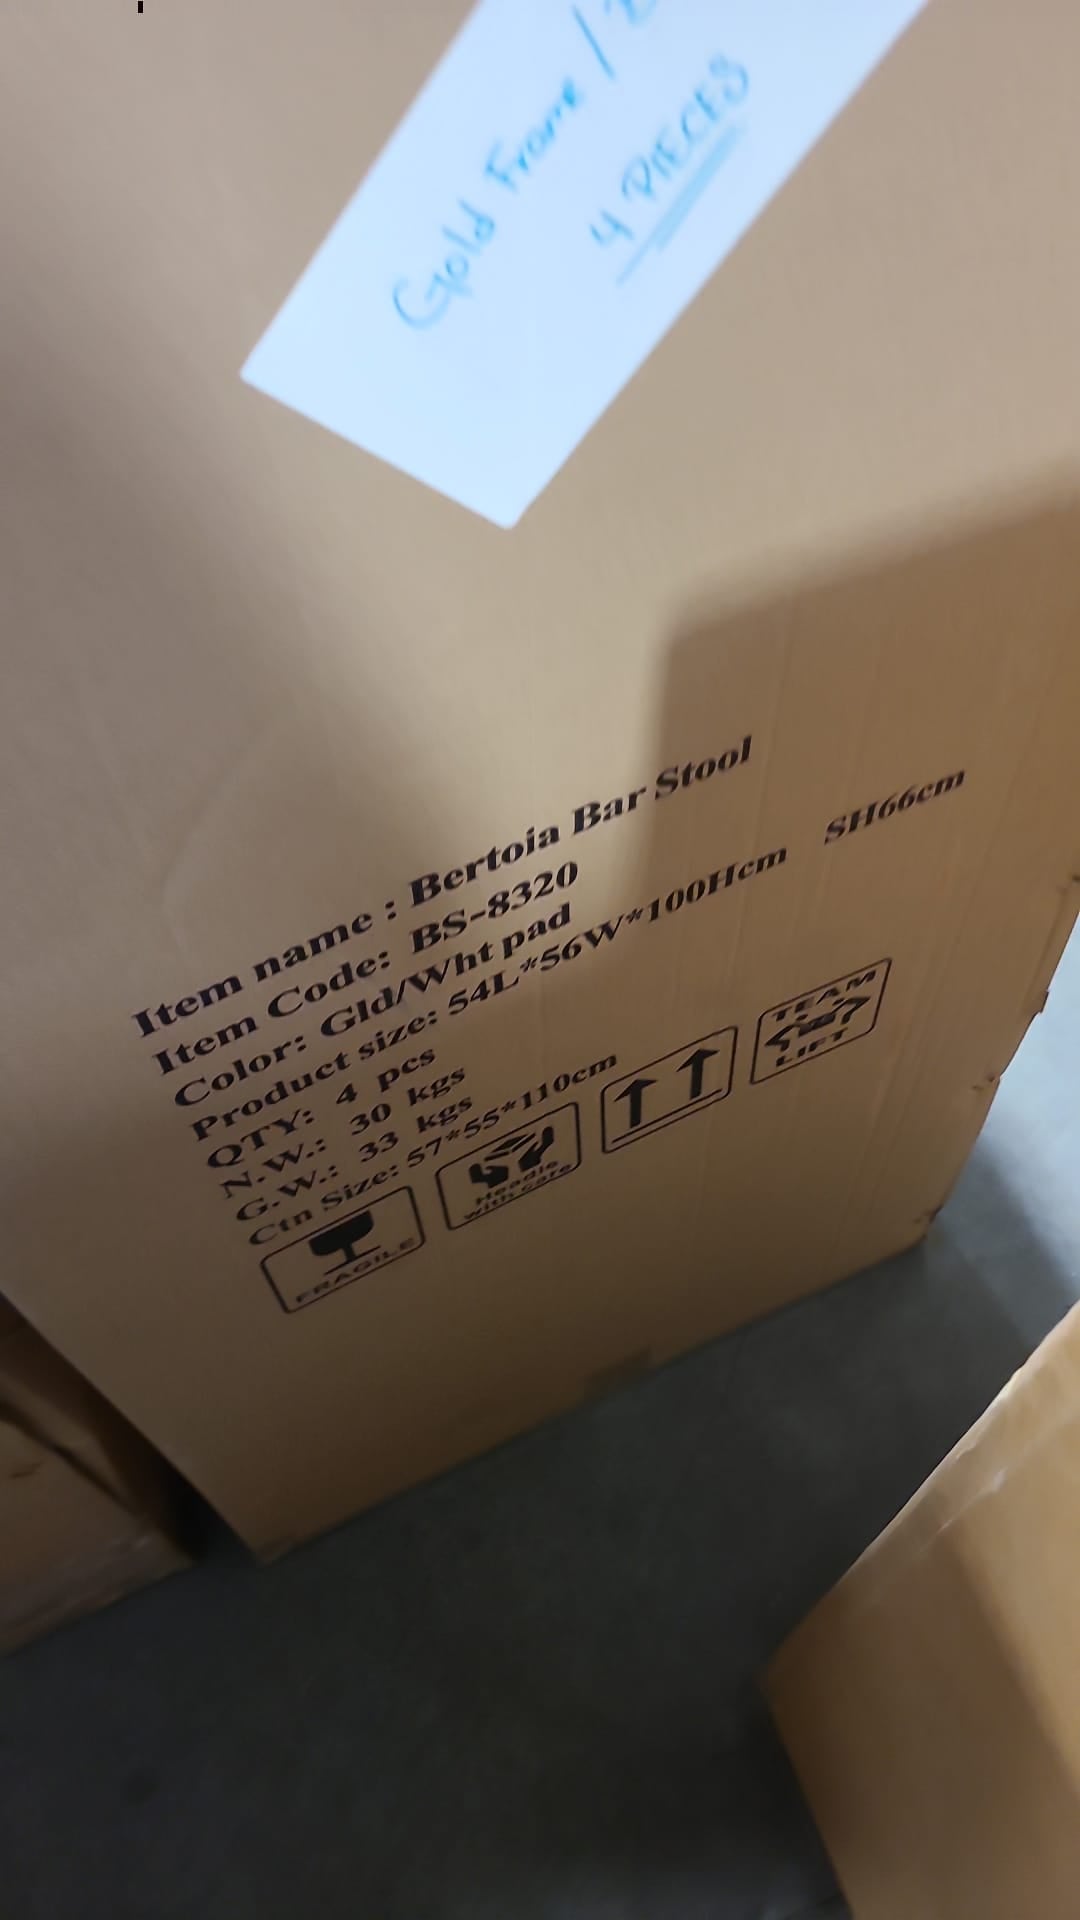 Gold Frame /
4 PIECES
Item name : Bertoia Bar Stool
Item Code: BS-8320
Color: Gld/Wht pad
Product size: 54L*56W*100Hcm SH66cm
QTY: 4 pcs
N.W.: 30 kgs
G.W.: 33 kgs
Ctn Size: 57*55*110cm
FRAGILE
Handle
with care
TEAM
LIFT